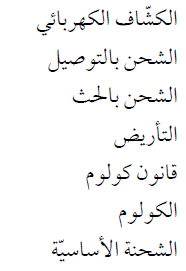 الكشّاف الكهربائي
الشحن بالتوصيل
الشحن بالحث
التأريض
قانون كولوم
الكولوم
الشحنة الأساسيّة